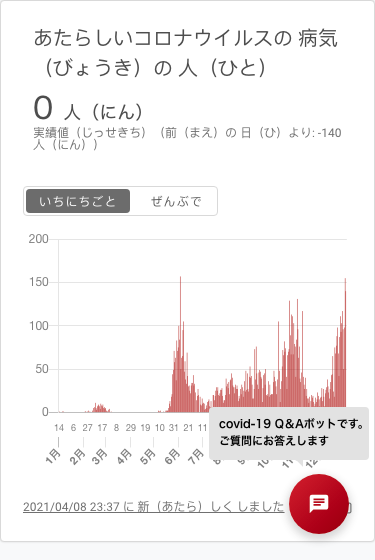 あたらしいコロナウイルスの 病気
（びょうき）の 人（ひと）
0 人（にん）
実績値（じっせきち）（前（まえ）の 日（ひ）より: -140
人（にん））
いちにちごと ぜんぶで
200
150
100
50
0
14 6 27 17 8 29 19 10 31 21 11
1月 2月 3月 4月 5月 6月 7月
covid-19 Q&Aボットです。
ご質問にお答えします
2021/04/08 23:37 に 新（あたら）しく しました